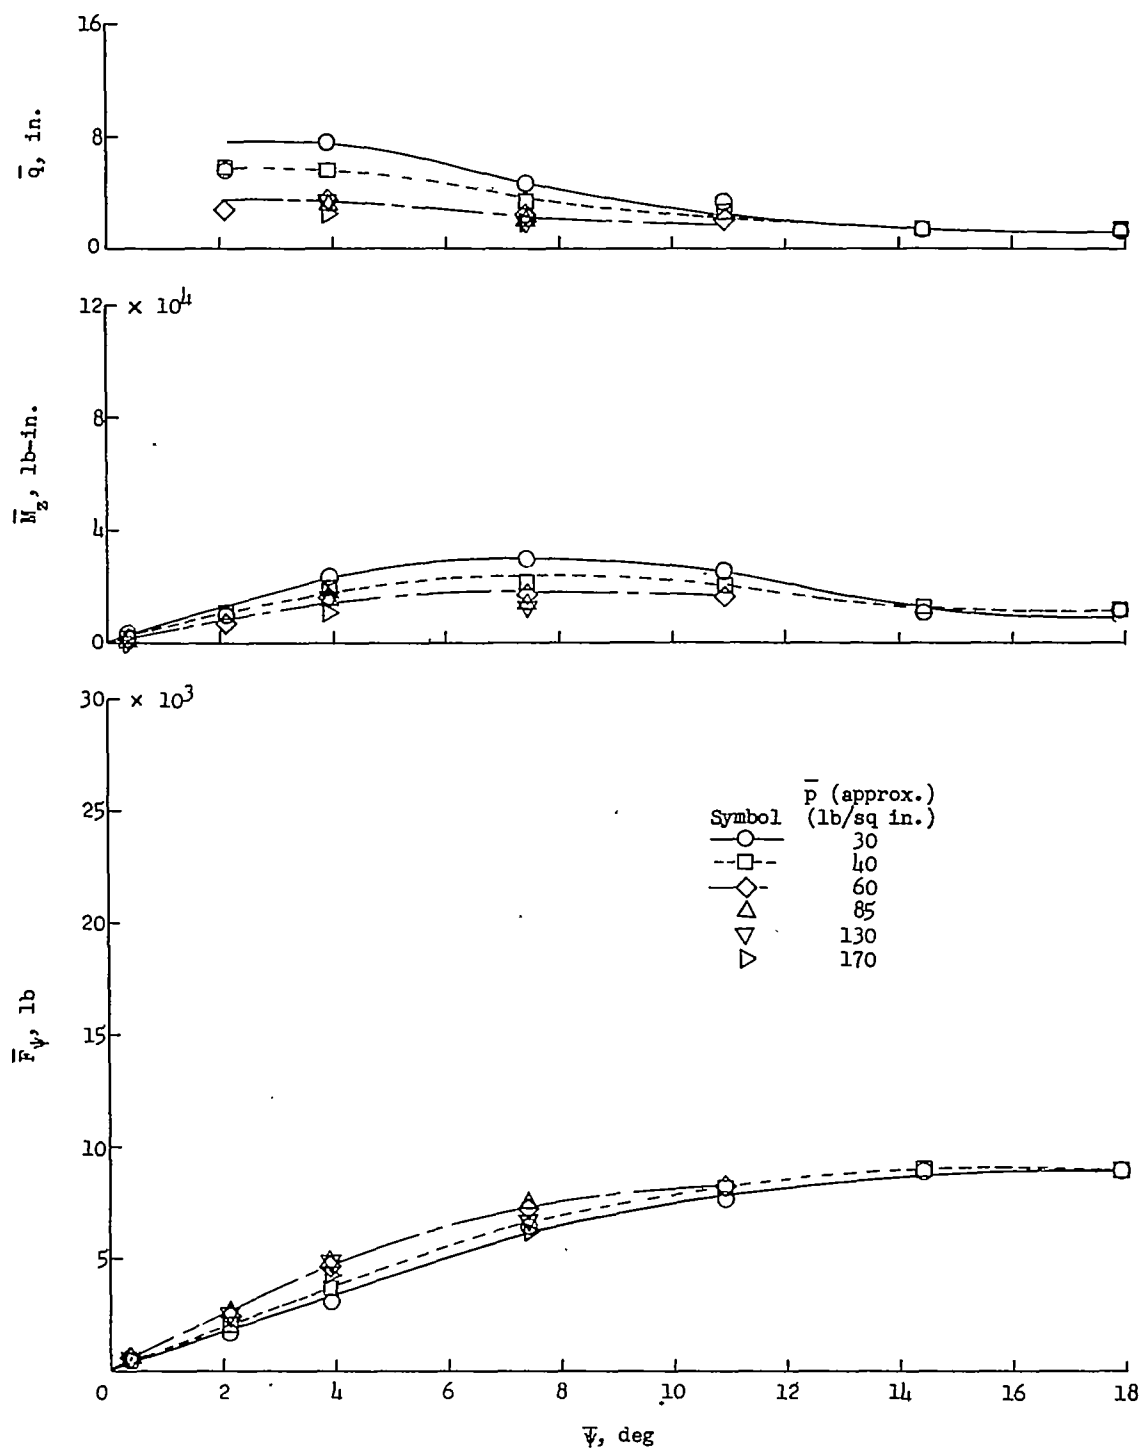 16
8
0
q̅, in.
12 × 10⁴
8
4
0
M̅z, lb-in.
30 × 10³
25
20
15
10
5
F̅ψ, lb
p̅ (approx.)
Symbol (lb/sq in.)
30
40
60
85
130
170
0 2 4 6 8 10 12 14 16 18
ψ̅, deg